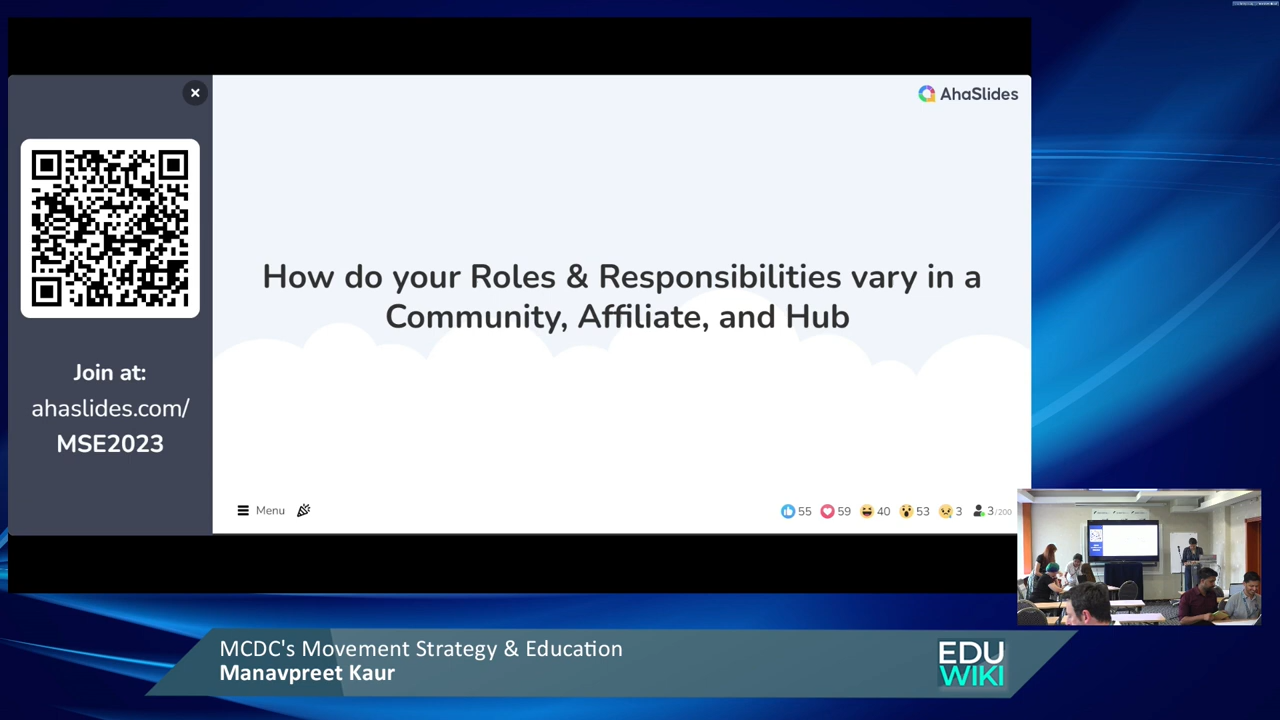 AhaSlides
How do your Roles & Responsibilities vary in a
Community, Affiliate, and Hub
Join at:
ahaslides.com/
MSE2023
Menu
55 59 40 53 3 3/200
MCDC's Movement Strategy & Education
Manavpreet Kaur
EDU
WIKI